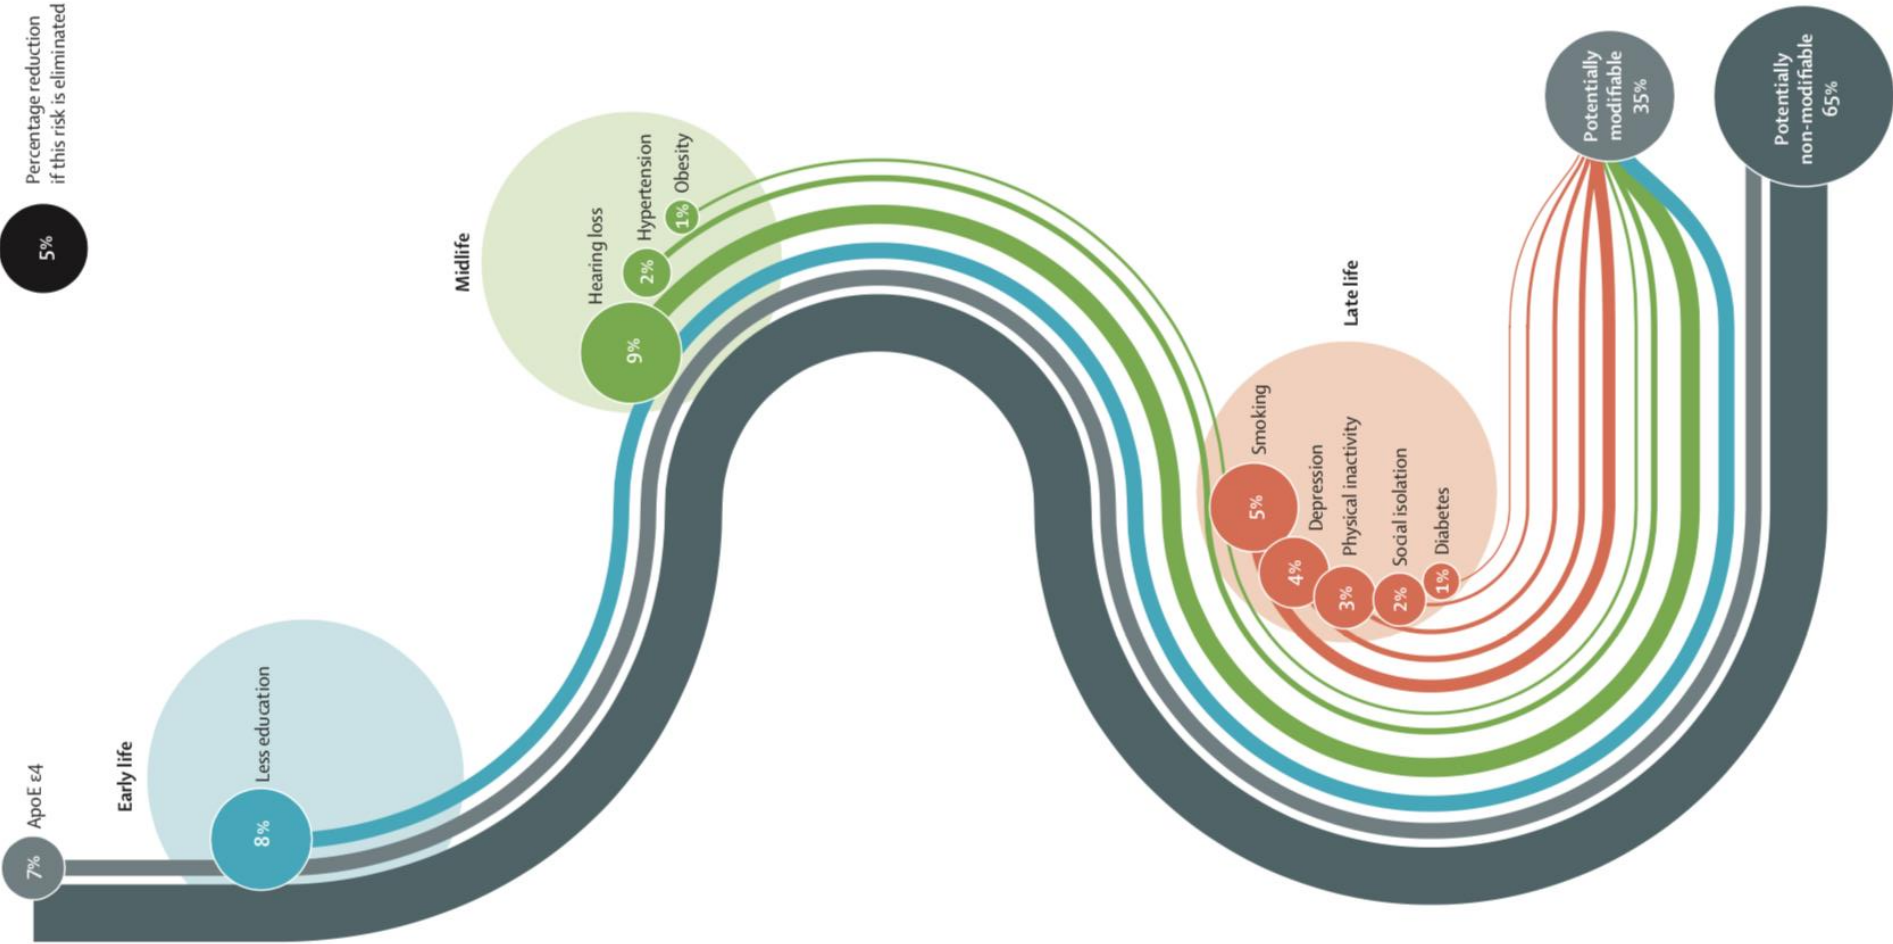 7%
ApoE ε4
Early life
8%
Less education
Midlife
9%
Hearing loss
2%
Hypertension
1%
Obesity
Late life
5%
Smoking
4%
Depression
3%
Physical inactivity
2%
Social isolation
1%
Diabetes
Potentially
modifiable
35%
Potentially
non-modifiable
65%
5%
Percentage reduction
if this risk is eliminated